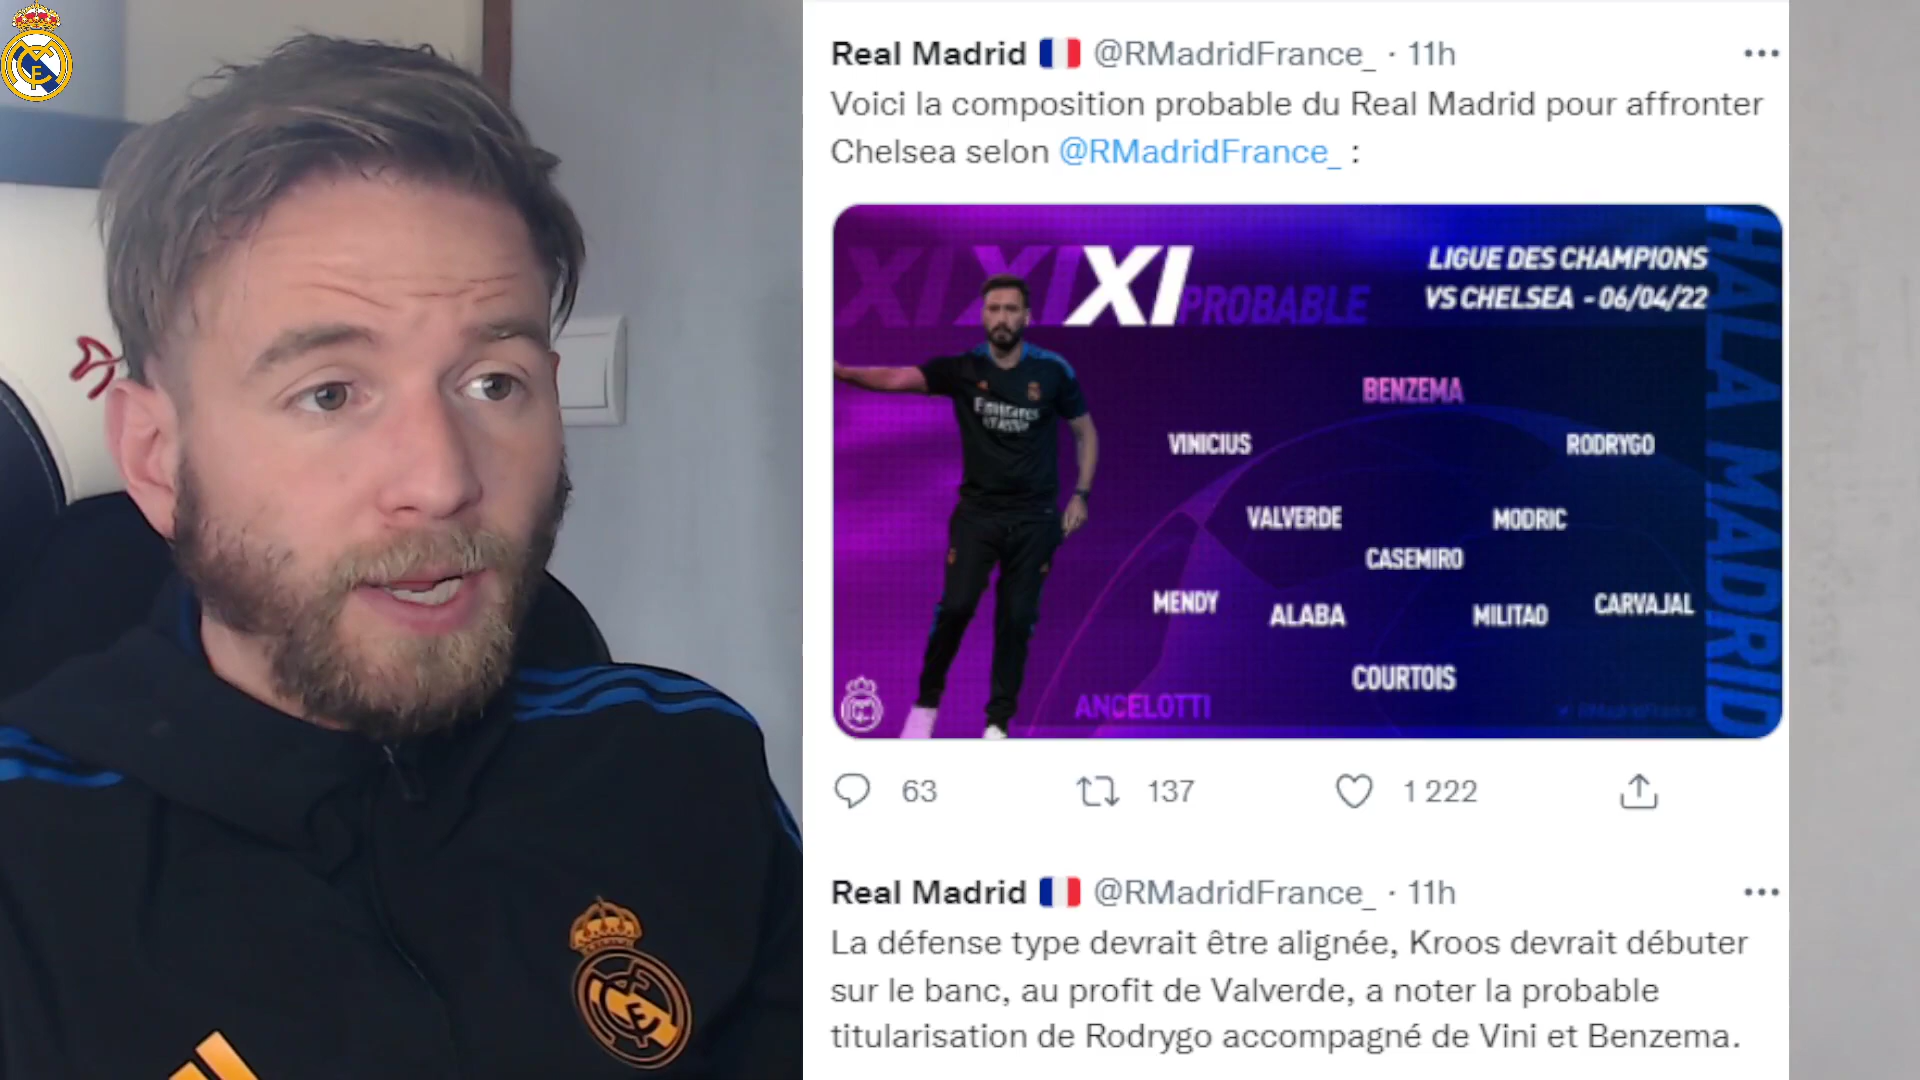 Real Madrid @RMadridFrance_ · 11h
Voici la composition probable du Real Madrid pour affronter
Chelsea selon @RMadridFrance_ :
XI XI XI PROBABLE
LIGUE DES CHAMPIONS
VS CHELSEA - 06/04/22
HALA MADRID
BENZEMA
VINICIUS
RODRYGO
VALVERDE
MODRIC
CASEMIRO
MENDY
ALABA
MILITAO
CARVAJAL
COURTOIS
ANCELOTTI
63
137
1 222
Real Madrid @RMadridFrance_ · 11h
La défense type devrait être alignée, Kroos devrait débuter
sur le banc, au profit de Valverde, a noter la probable
titularisation de Rodrygo accompagné de Vini et Benzema.